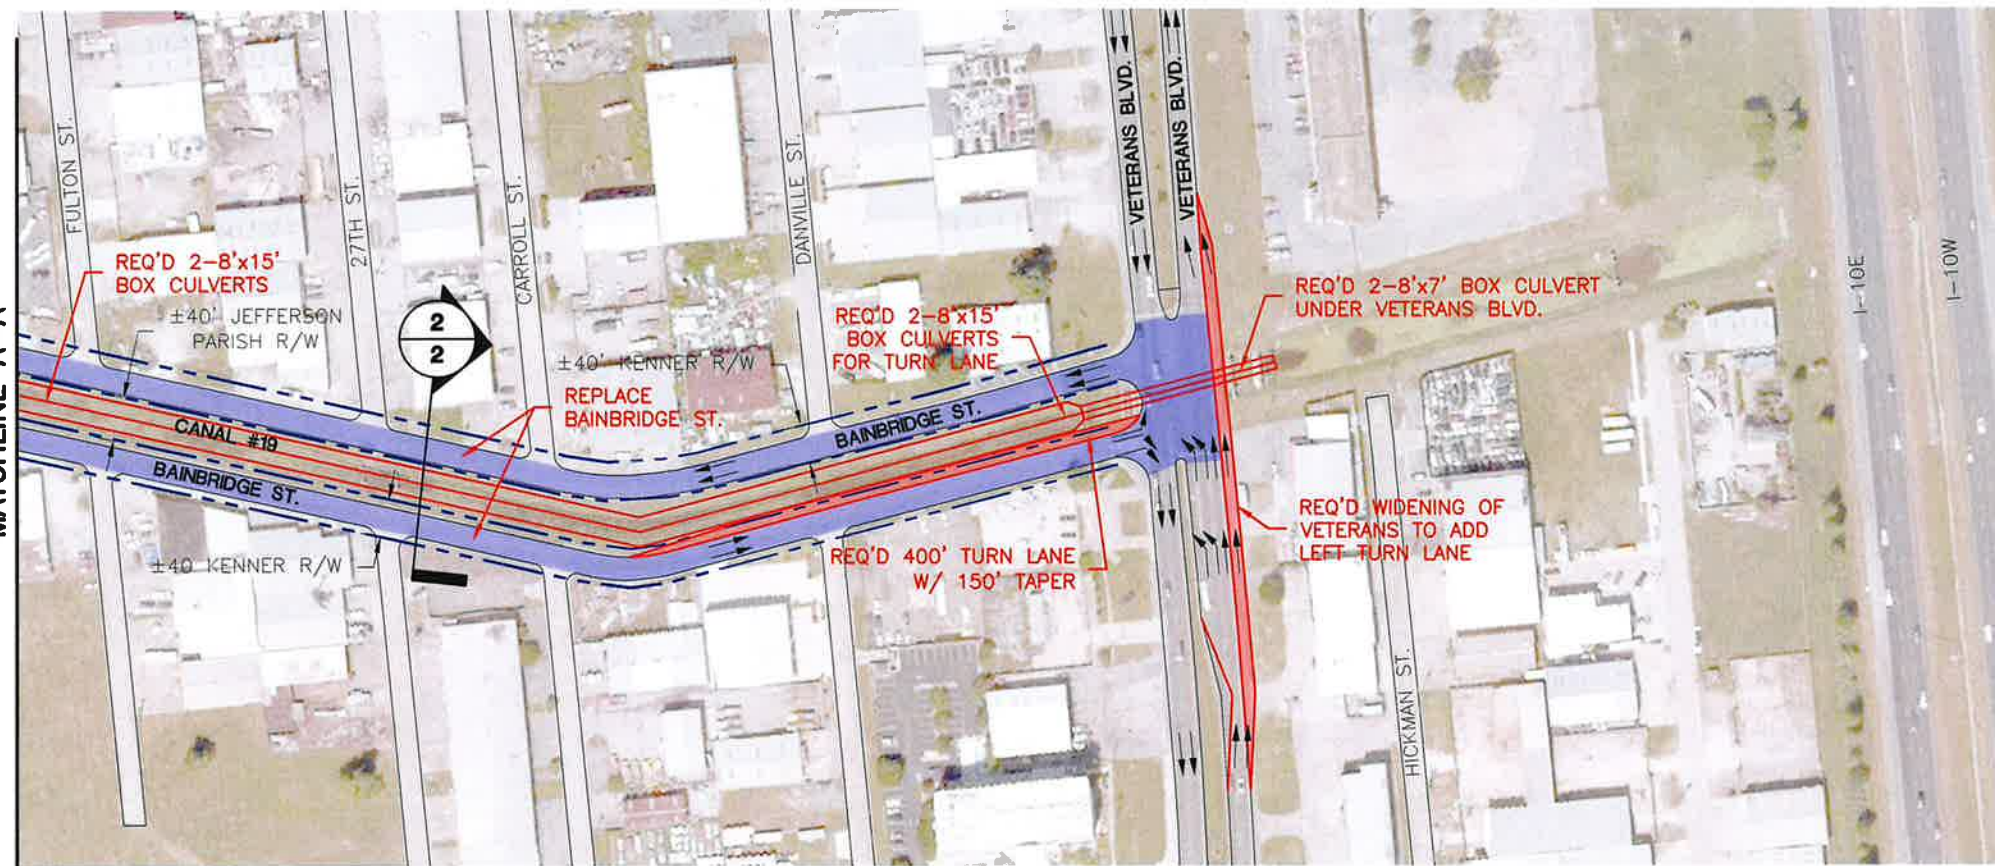 FULTON ST.
27TH ST.
CARROLL ST.
DANVILLE ST.
VETERANS BLVD.
VETERANS BLVD.
REQ'D 2-8'x15'
BOX CULVERTS
±40' JEFFERSON
PARISH R/W
2
2
±40' KENNER R/W
REPLACE
BAINBRIDGE ST.
REQ'D 2-8'x15'
BOX CULVERTS
FOR TURN LANE
REQ'D 2-8'x7' BOX CULVERT
UNDER VETERANS BLVD.
I-10E
I-10W
CANAL #19
BAINBRIDGE ST.
BAINBRIDGE ST.
±40 KENNER R/W
REQ'D 400' TURN LANE
W/ 150' TAPER
REQ'D WIDENING OF
VETERANS TO ADD
LEFT TURN LANE
HICKMAN ST.